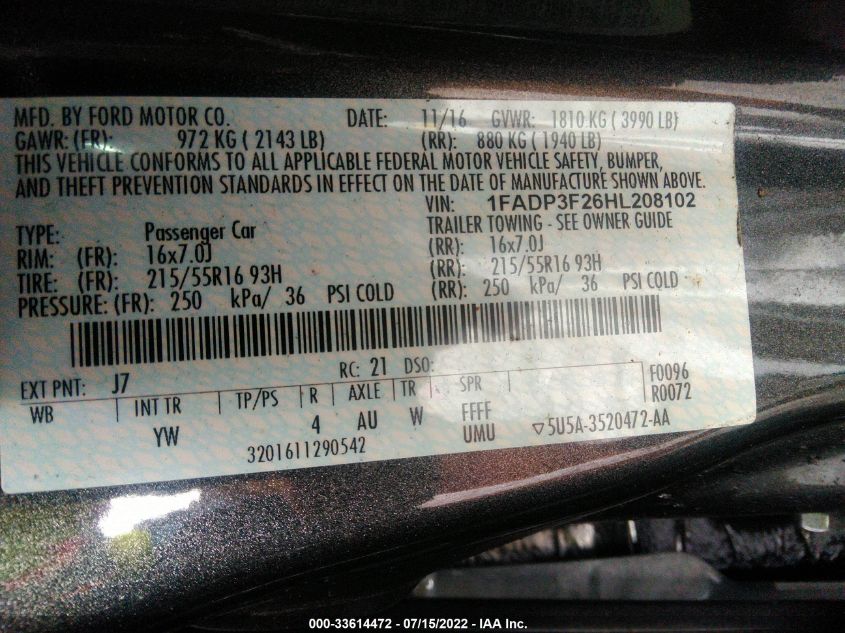 MFD. BY FORD MOTOR CO. DATE: 11/16 GVWR: 1810 KG ( 3990 LB)
GAWR: (FR): 972 KG ( 2143 LB) (RR): 880 KG ( 1940 LB)
THIS VEHICLE CONFORMS TO ALL APPLICABLE FEDERAL MOTOR VEHICLE SAFETY, BUMPER,
AND THEFT PREVENTION STANDARDS IN EFFECT ON THE DATE OF MANUFACTURE SHOWN ABOVE.
VIN: 1FADP3F26HL208102
TYPE: Passenger Car TRAILER TOWING - SEE OWNER GUIDE
RIM: (FR): 16x7.0J (RR): 16x7.0J
TIRE: (FR): 215/55R16 93H (RR): 215/55R16 93H
PRESSURE: (FR): 250 kPa/ 36 PSI COLD (RR): 250 kPa/ 36 PSI COLD
EXT PNT: J7 RC: 21 DSO: F0096
WB INT TR TP/PS R AXLE TR SPR R0072
YW 4 AU W FFFF
UMU
3201611290542 5U5A-3520472-AA
000-33614472 - 07/15/2022 - IAA Inc.